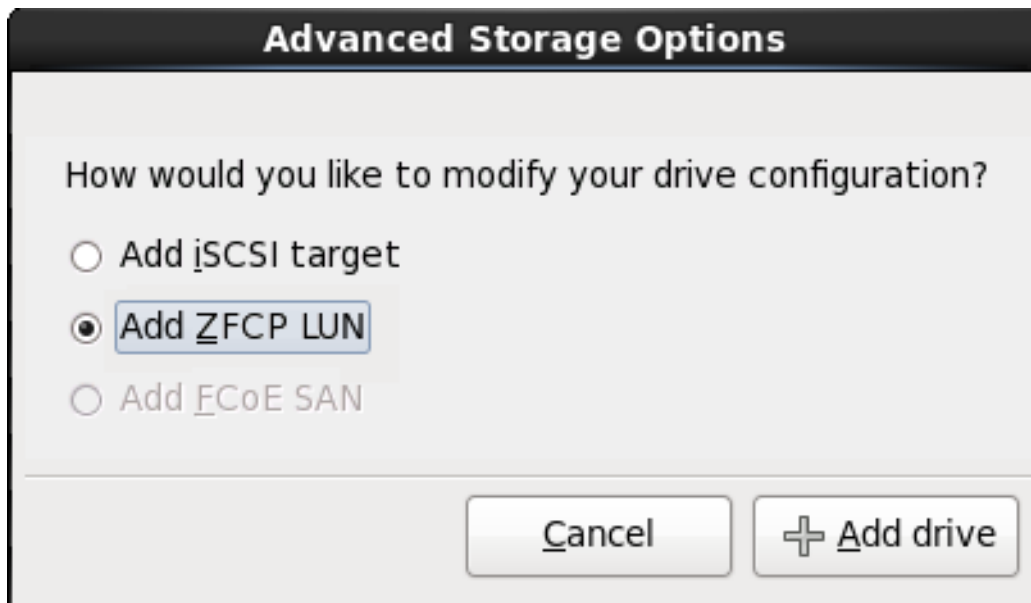 Advanced Storage Options
How would you like to modify your drive configuration?
Add iSCSI target
Add ZFCP LUN
Add FCoE SAN
Cancel
Add drive